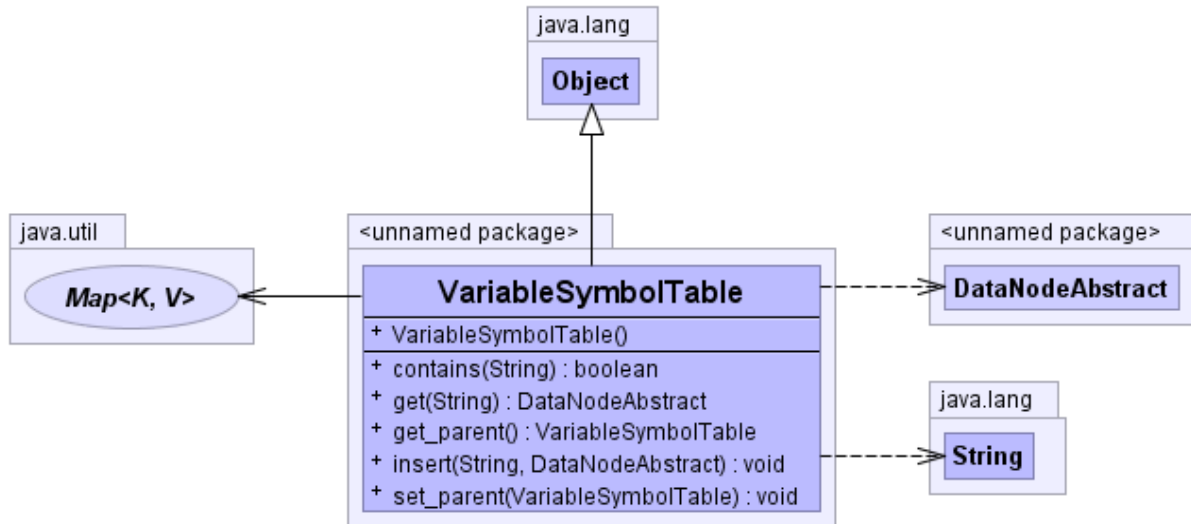 java.lang
Object
java.util
Map<K, V>
<unnamed package>
VariableSymbolTable
+ VariableSymbolTable()
+ contains(String) : boolean
+ get(String) : DataNodeAbstract
+ get_parent() : VariableSymbolTable
+ insert(String, DataNodeAbstract) : void
+ set_parent(VariableSymbolTable) : void
<unnamed package>
DataNodeAbstract
java.lang
String